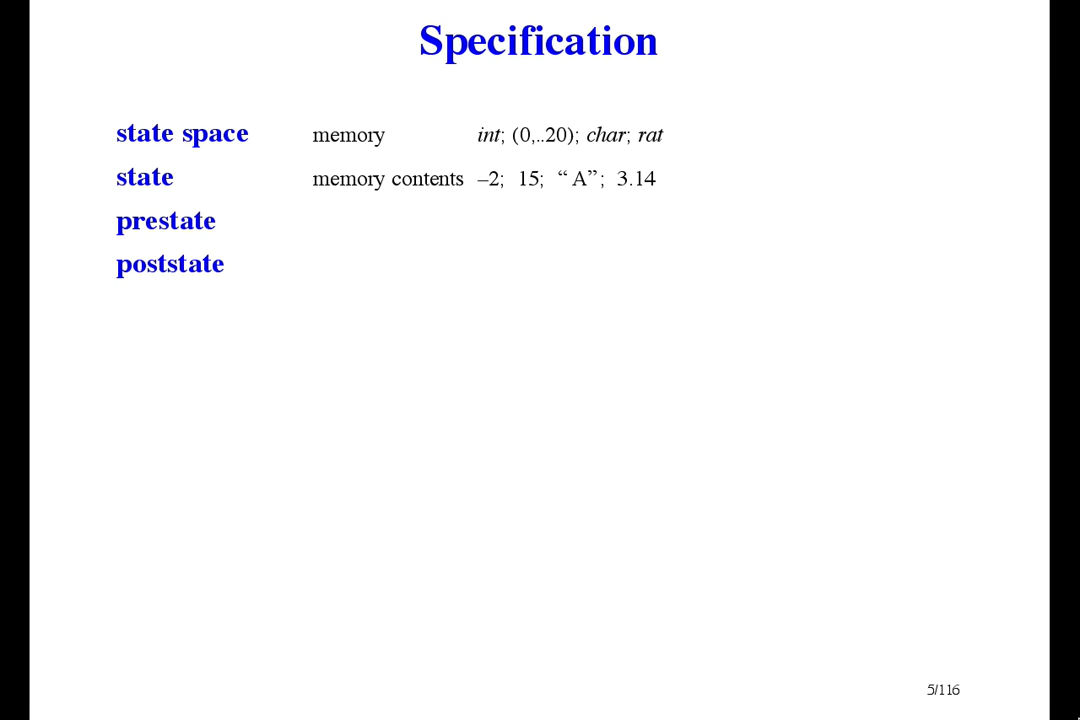 Specification
state space memory int; (0,..20); char; rat
state memory contents –2; 15; “A”; 3.14
prestate
poststate
5/116